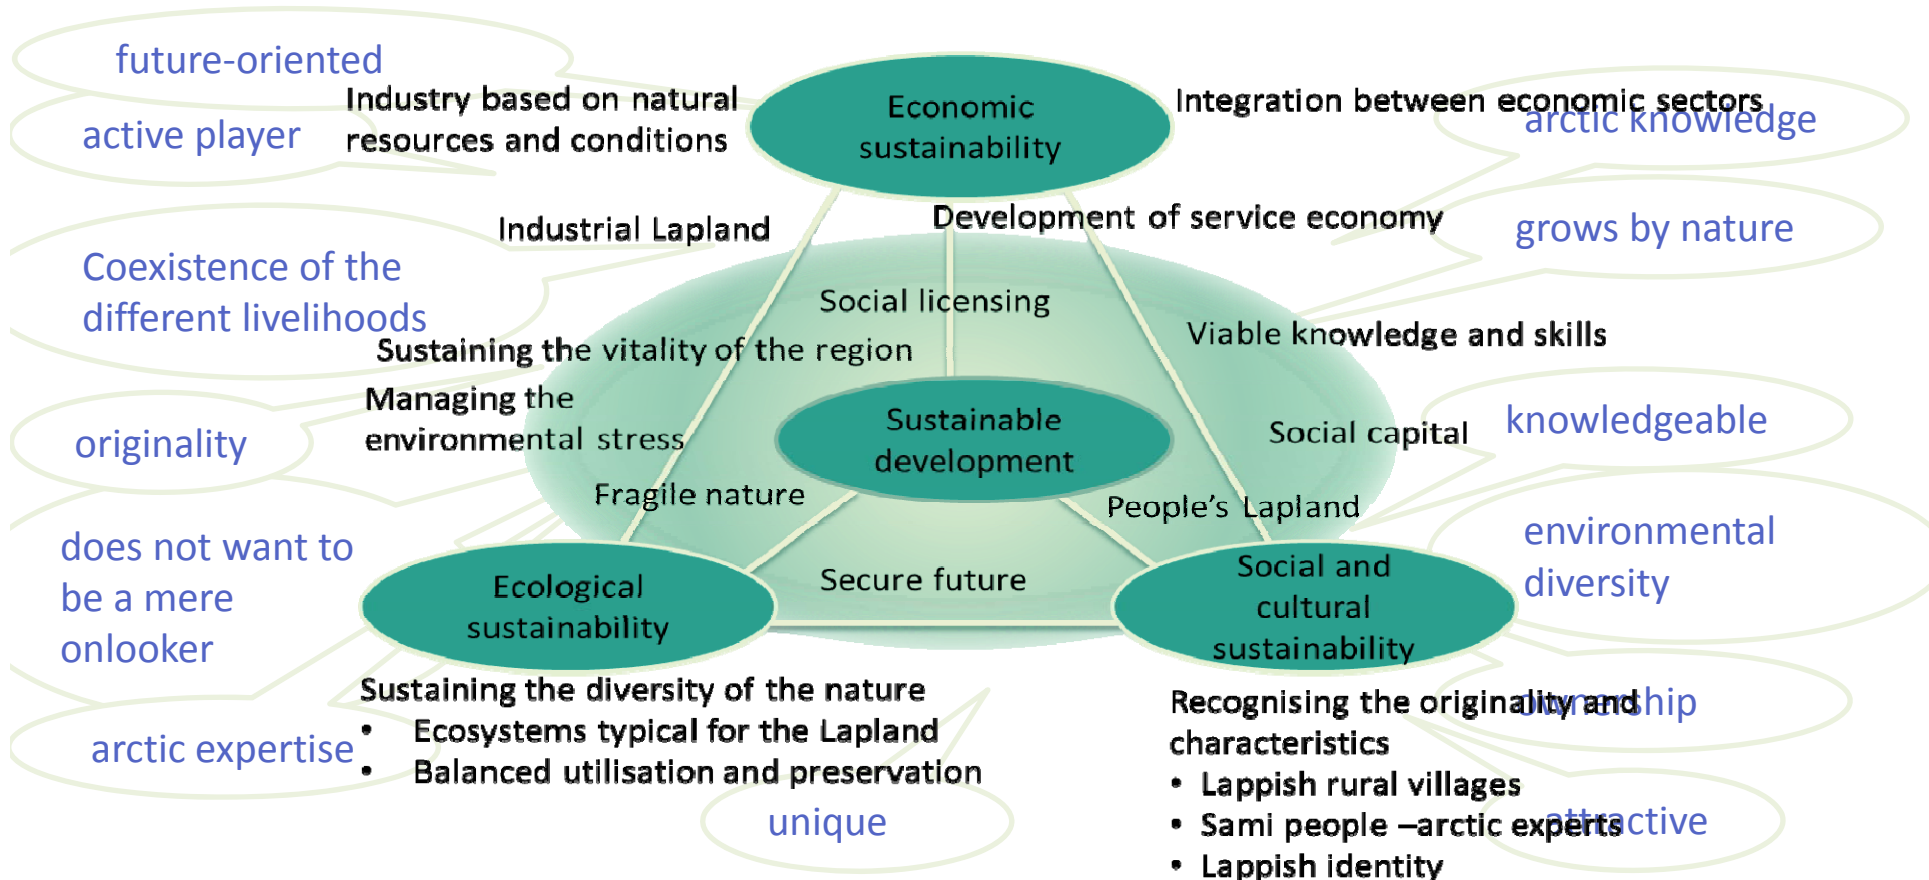 future-oriented
active player
Industry based on natural
resources and conditions
Economic
sustainability
Integration between economic sectors
arctic knowledge
Industrial Lapland
Development of service economy
grows by nature
Coexistence of the
different livelihoods
Social licensing
Sustaining the vitality of the region
Viable knowledge and skills
Managing the
environmental stress
Sustainable
development
Social capital
knowledgeable
originality
Fragile nature
People's Lapland
does not want to
be a mere
onlooker
environmental
diversity
Ecological
sustainability
Secure future
Social and
cultural
sustainability
Sustaining the diversity of the nature
• Ecosystems typical for the Lapland
• Balanced utilisation and preservation
arctic expertise
unique
Recognising the originality and
characteristics
• Lappish rural villages
• Sami people –arctic experts
• Lappish identity
ownership
attractive